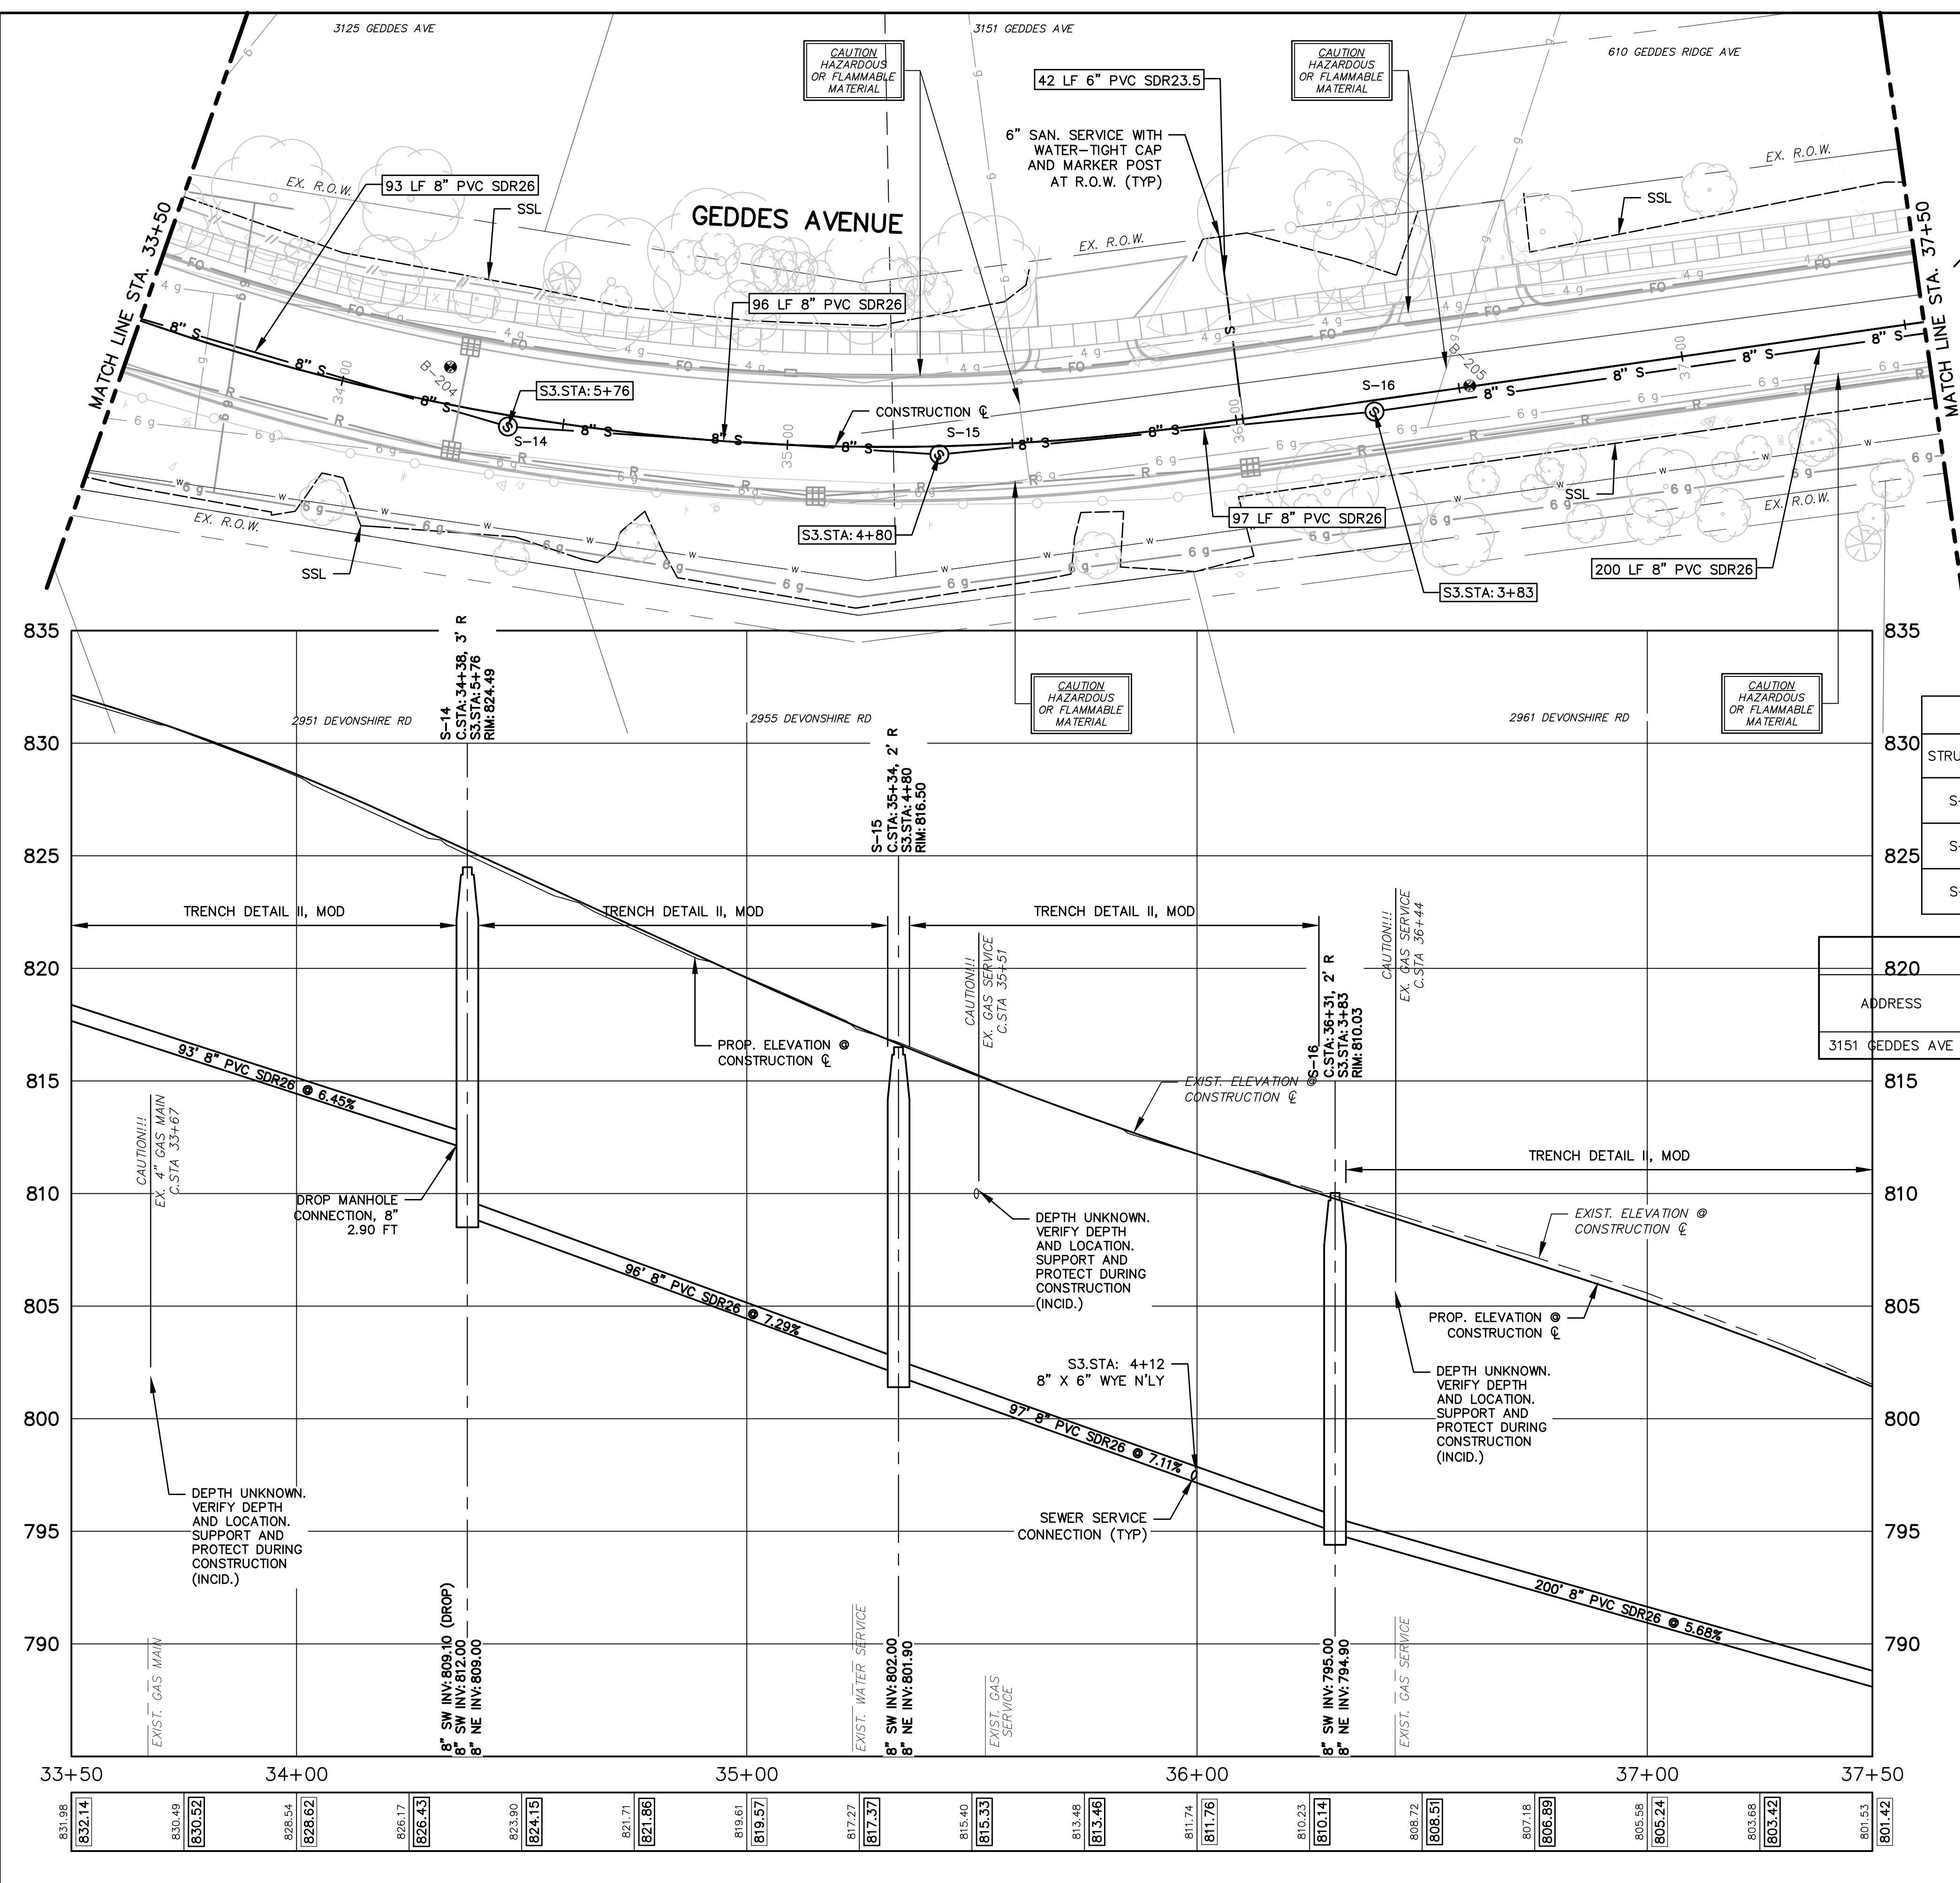 3125 GEDDES AVE
3151 GEDDES AVE
610 GEDDES RIDGE AVE
CAUTION
HAZARDOUS
OR FLAMMABLE
MATERIAL
42 LF 6" PVC SDR23.5
CAUTION
HAZARDOUS
OR FLAMMABLE
MATERIAL
6" SAN. SERVICE WITH
WATER-TIGHT CAP
AND MARKER POST
AT R.O.W. (TYP)
EX. R.O.W.
93 LF 8" PVC SDR26
SSL
GEDDES AVENUE
EX. R.O.W.
EX. R.O.W.
SSL
MATCH LINE STA. 33+50
MATCH LINE STA. 37+50
96 LF 8" PVC SDR26
34+00
B-204
S3.STA: 5+76
S-14
CONSTRUCTION ℄
S-15
35+00
36+00
S-16
B-205
37+00
8" S
FO
4 g
6 g
R
W
EX. R.O.W.
SSL
S3.STA: 4+80
97 LF 8" PVC SDR26
SSL
EX. R.O.W.
200 LF 8" PVC SDR26
S3.STA: 3+83
835
835
S-14
C.STA: 34+38, 3' R
S3.STA: 5+76
RIM: 824.49
2951 DEVONSHIRE RD
2955 DEVONSHIRE RD
2961 DEVONSHIRE RD
CAUTION
HAZARDOUS
OR FLAMMABLE
MATERIAL
CAUTION
HAZARDOUS
OR FLAMMABLE
MATERIAL
830
830
S-15
C.STA: 35+34, 2' R
S3.STA: 4+80
RIM: 816.50
STRU
S-
S-
S-
825
825
TRENCH DETAIL II, MOD
TRENCH DETAIL II, MOD
TRENCH DETAIL II, MOD
CAUTION!!!
EX. GAS SERVICE
C.STA 35+51
CAUTION!!!
EX. GAS SERVICE
C.STA 36+44
820
820
S-16
C.STA: 36+31, 2' R
S3.STA: 3+83
RIM: 810.03
ADDRESS
3151 GEDDES AVE
PROP. ELEVATION @
CONSTRUCTION ℄
EXIST. ELEVATION @
CONSTRUCTION ℄
93' 8" PVC SDR26 @ 6.45%
815
815
CAUTION!!!
EX. 4" GAS MAIN
C.STA 33+67
TRENCH DETAIL II, MOD
810
810
DROP MANHOLE
CONNECTION, 8"
2.90 FT
DEPTH UNKNOWN.
VERIFY DEPTH
AND LOCATION.
SUPPORT AND
PROTECT DURING
CONSTRUCTION
(INCID.)
EXIST. ELEVATION @
CONSTRUCTION ℄
96' 8" PVC SDR26 @ 7.29%
805
805
PROP. ELEVATION @
CONSTRUCTION ℄
S3.STA: 4+12
8" X 6" WYE N'LY
DEPTH UNKNOWN.
VERIFY DEPTH
AND LOCATION.
SUPPORT AND
PROTECT DURING
CONSTRUCTION
(INCID.)
800
800
97' 8" PVC SDR26 @ 7.11%
DEPTH UNKNOWN.
VERIFY DEPTH
AND LOCATION.
SUPPORT AND
PROTECT DURING
CONSTRUCTION
(INCID.)
SEWER SERVICE
CONNECTION (TYP)
795
795
200' 8" PVC SDR26 @ 5.68%
790
790
EXIST. GAS MAIN
8" SW INV: 809.10 (DROP)
8" SW INV: 812.00
8" NE INV: 809.00
EXIST. WATER SERVICE
8" SW INV: 802.00
8" NE INV: 801.90
EXIST. GAS
SERVICE
8" SW INV: 795.00
8" NE INV: 794.90
EXIST. GAS SERVICE
33+50
34+00
35+00
36+00
37+00
37+50
831.98
832.14
830.49
830.52
828.54
828.62
826.17
826.43
823.90
824.15
821.71
821.86
819.61
819.57
817.27
817.37
815.40
815.33
813.48
813.46
811.74
811.76
810.23
810.14
808.72
808.51
807.18
806.89
805.58
805.24
803.68
803.42
801.53
801.42